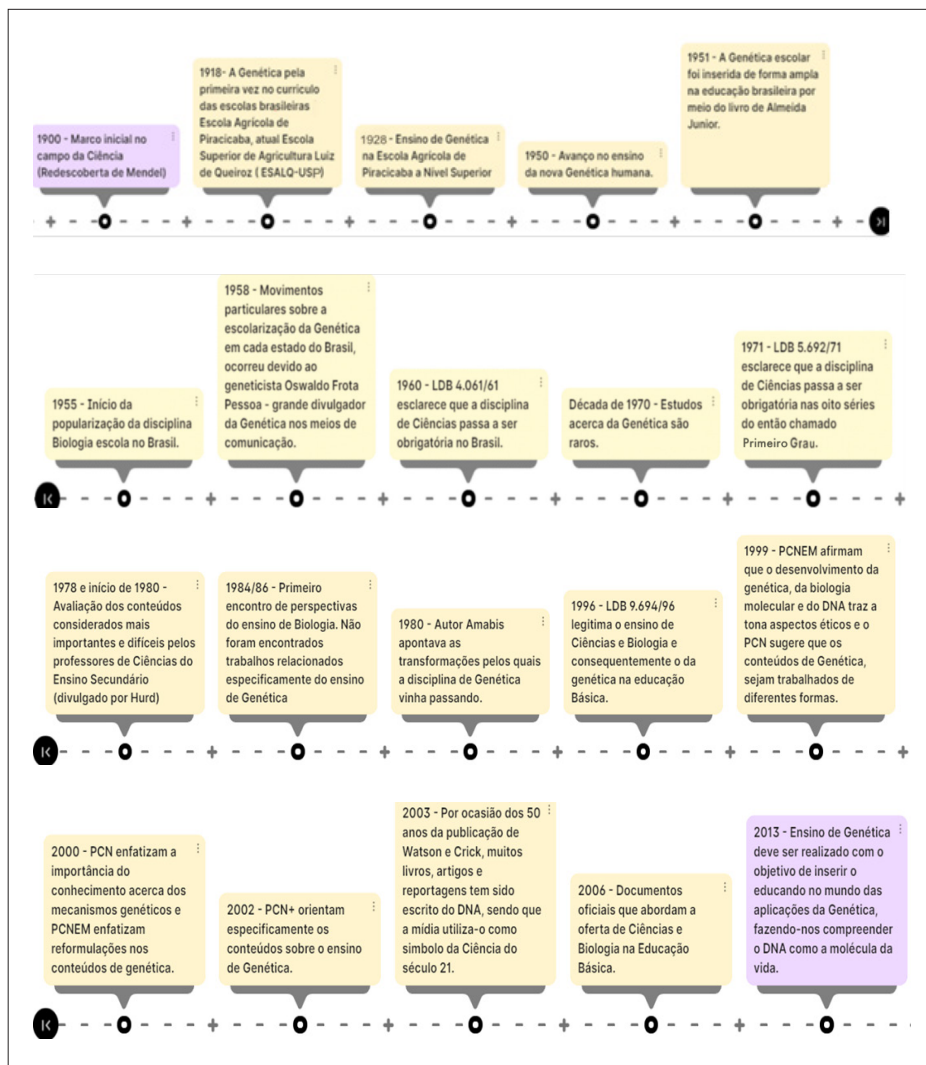 1900 - Marco inicial no
campo da Ciência
(Redescoberta de Mendel)
1918- A Genética pela
primeira vez no curriculo
das escolas brasileiras
Escola Agrícola de
Piracicaba, atual Escola
Superior de Agricultura Luiz
de Queiroz ( ESALQ-USP)
1928 - Ensino de Genética
na Escola Agrícola de
Piracicaba a Nível Superior
1950 - Avanço no ensino
da nova Genética humana.
1951 - A Genética escolar
foi inserida de forma ampla
na educação brasileira por
meio do livro de Almeida
Junior.
1955 - Início da
popularização da disciplina
Biologia escola no Brasil.
1958 - Movimentos
particulares sobre a
escolarização da Genética
em cada estado do Brasil,
ocorreu devido ao
geneticista Oswaldo Frota
Pessoa - grande divulgador
da Genética nos meios de
comunicação.
1960 - LDB 4.061/61
esclarece que a disciplina
de Ciências passa a ser
obrigatória no Brasil.
Década de 1970 - Estudos
acerca da Genética são
raros.
1971 - LDB 5.692/71
esclarece que a disciplina
de Ciências passa a ser
obrigatória nas oito séries
do então chamado
Primeiro Grau.
1978 e início de 1980 -
Avaliação dos conteúdos
considerados mais
importantes e difíceis pelos
professores de Ciências do
Ensino Secundário
(divulgado por Hurd)
1984/86 - Primeiro
encontro de perspectivas
do ensino de Biologia. Não
foram encontrados
trabalhos relacionados
especificamente do ensino
de Genética
1980 - Autor Amabis
apontava as
transformações pelos quais
a disciplina de Genética
vinha passando.
1996 - LDB 9.694/96
legitima o ensino de
Ciências e Biologia e
consequentemente o da
genética na educação
Básica.
1999 - PCNEM afirmam
que o desenvolvimento da
genética, da biologia
molecular e do DNA traz a
tona aspectos éticos e o
PCN sugere que os
conteúdos de Genética,
sejam trabalhados de
diferentes formas.
2000 - PCN enfatizam a
importância do
conhecimento acerca dos
mecanismos genéticos e
PCNEM enfatizam
reformulações nos
conteúdos de genética.
2002 - PCN+ orientam
especificamente os
conteúdos sobre o ensino
de Genética.
2003 - Por ocasião dos 50
anos da publicação de
Watson e Crick, muitos
livros, artigos e
reportagens tem sido
escrito do DNA, sendo que
a mídia utiliza-o como
simbolo da Ciência do
século 21.
2006 - Documentos
oficiais que abordam a
oferta de Ciências e
Biologia na Educação
Básica.
2013 - Ensino de Genética
deve ser realizado com o
objetivo de inserir o
educando no mundo das
aplicações da Genética,
fazendo-nos compreender
o DNA como a molécula da
vida.